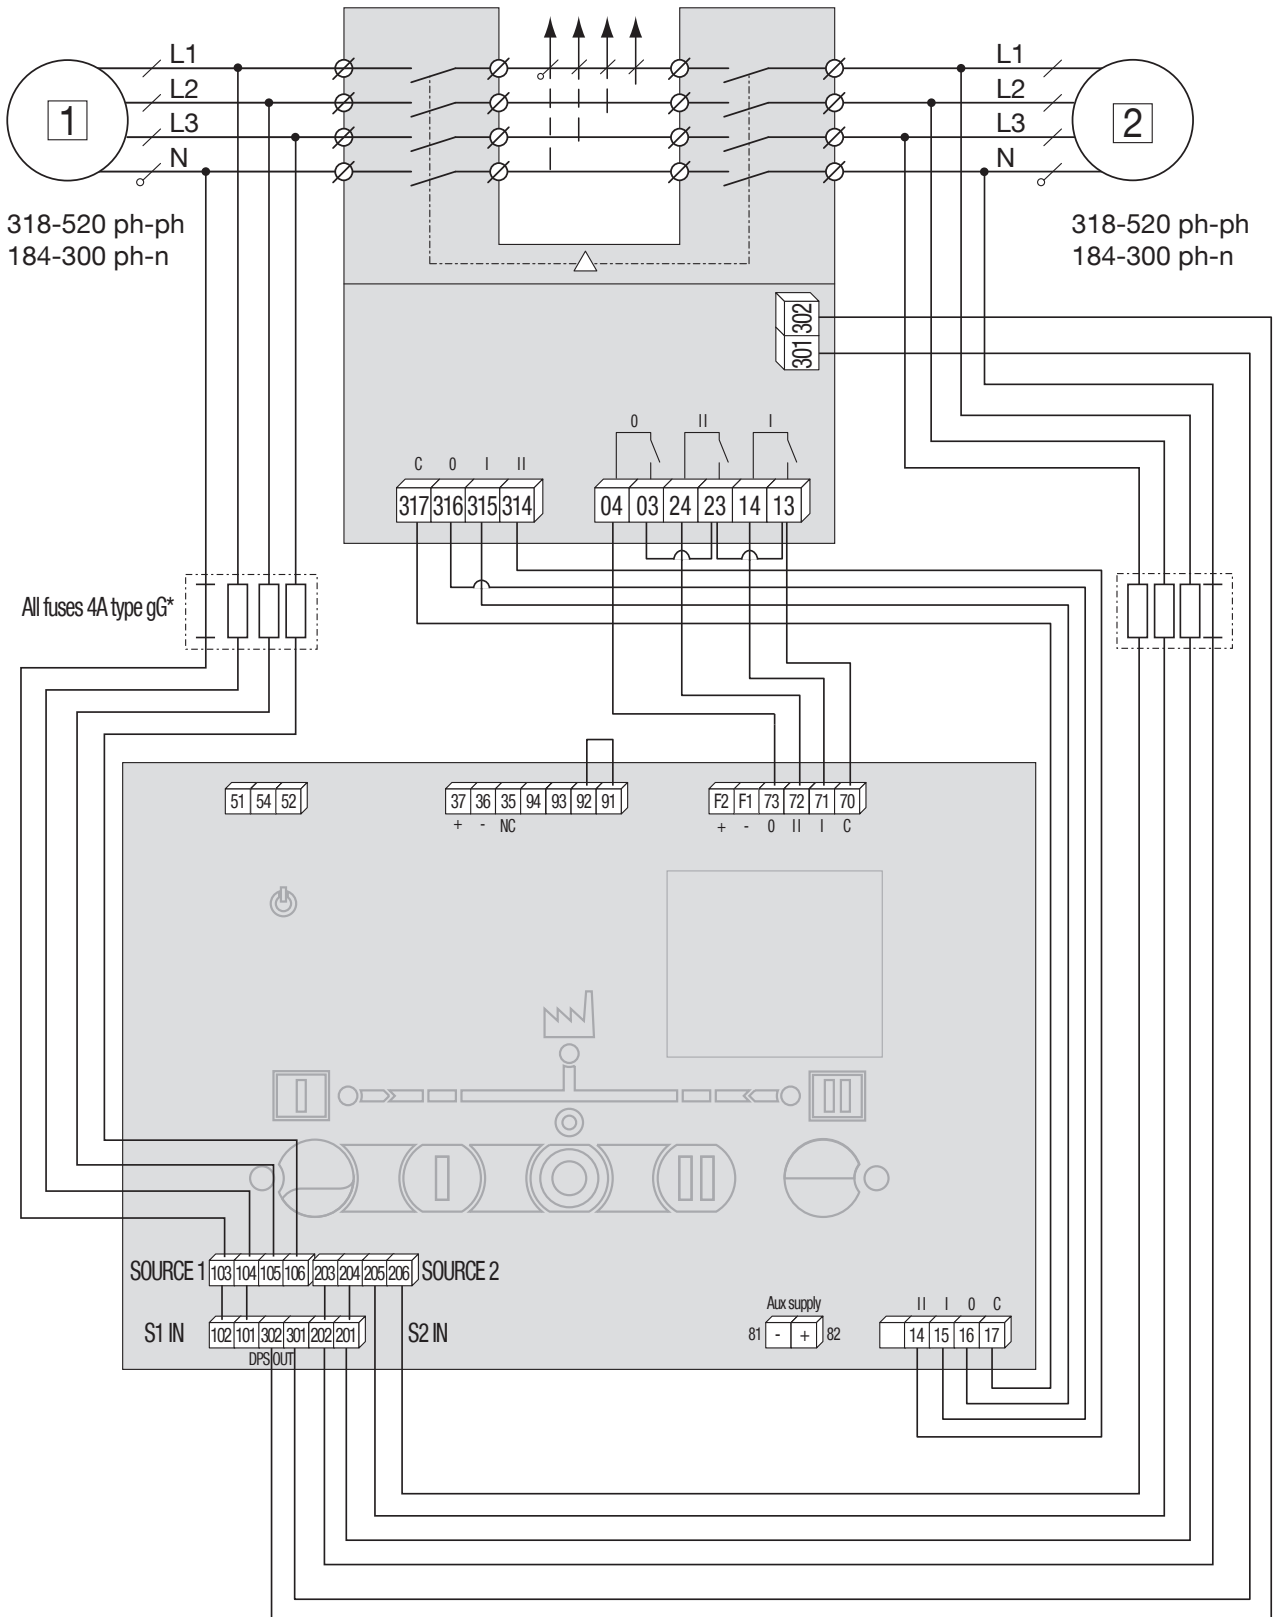 L1 L1
L2 L2
1 2
L3 L3
N N
318-520 ph-ph 318-520 ph-ph
184-300 ph-n 184-300 ph-n
302
301
0 II I
C 0 I II
317 316 315 314 04 03 24 23 14 13
All fuses 4A type gG*
51 54 52 37 36 35 94 93 92 91 F2 F1 73 72 71 70
+ - NC + - 0 II I C
SOURCE 1 103 104 105 106 203 204 205 206 SOURCE 2
Aux supply II I 0 C
S1 IN 102 101 302 301 202 201 S2 IN 81 - + 82 14 15 16 17
DPS OUT